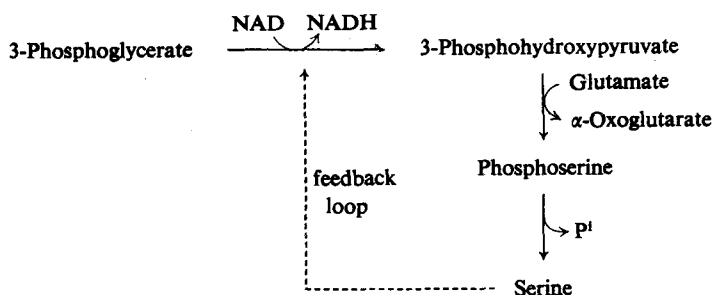 NAD NADH
3-Phosphoglycerate 3-Phosphohydroxypyruvate
Glutamate
α-Oxoglutarate
Phosphoserine
feedback
loop
Pⁱ
Serine